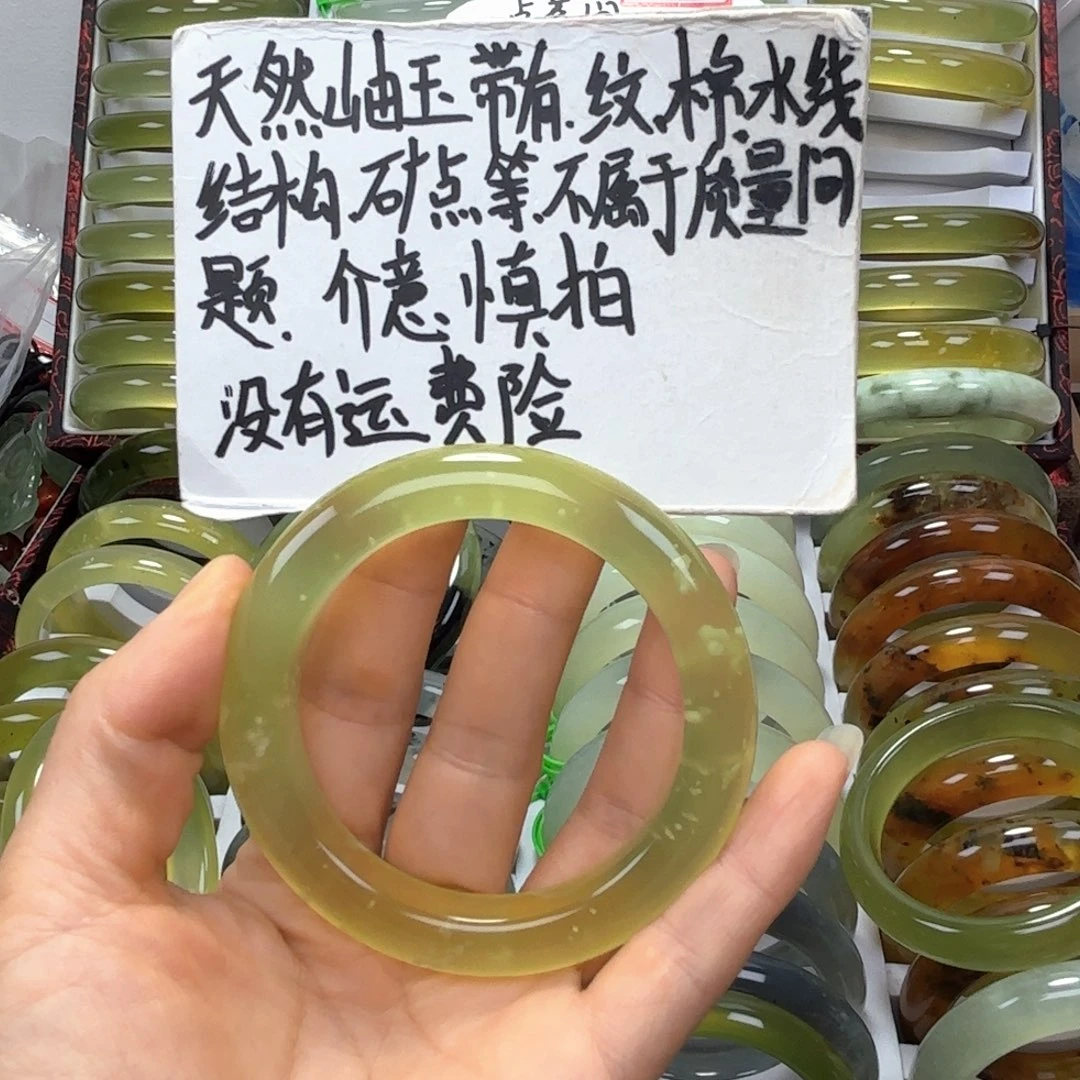 天然岫玉带有.纹.棉.水线
结构.砂点等.不属于质量问
题.介意.慎拍
没有运费险